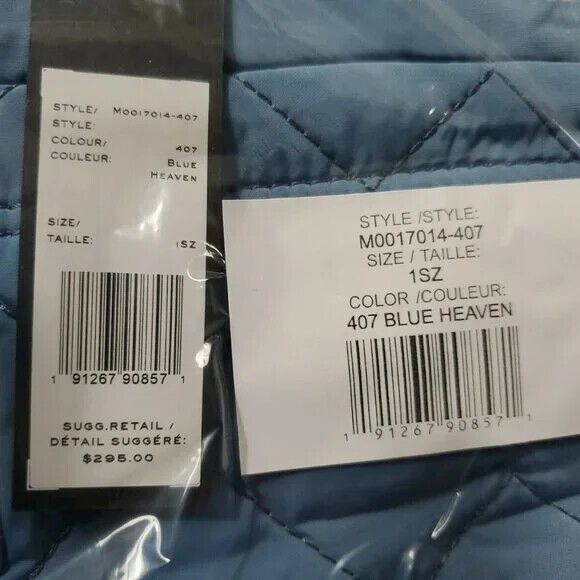 STYLE/ M0017014-407
STYLE:
COLOUR/ 407
COULEUR: BLUE
HEAVEN
SIZE/
TAILLE: 1SZ
1 91267 90857 1
SUGG.RETAIL /
DÉTAIL SUGGÉRÉ:
$295.00
STYLE /STYLE:
M0017014-407
SIZE / TAILLE:
1SZ
COLOR /COULEUR:
407 BLUE HEAVEN
1 91267 90857 1